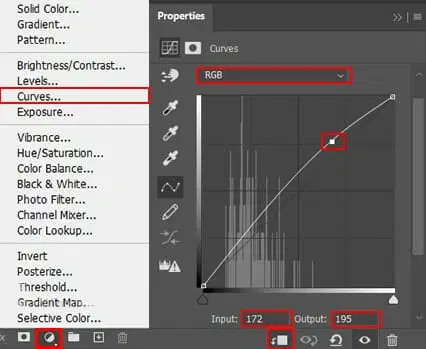 Solid Color...
Gradient...
Pattern...
Brightness/Contrast...
Levels...
Curves...
Exposure...
Vibrance...
Hue/Saturation...
Color Balance...
Black & White...
Photo Filter...
Channel Mixer...
Color Lookup...
Invert
Posterize...
Threshold...
Gradient Map...
Selective Color...
Properties
Curves
RGB
Input: 172 Output: 195